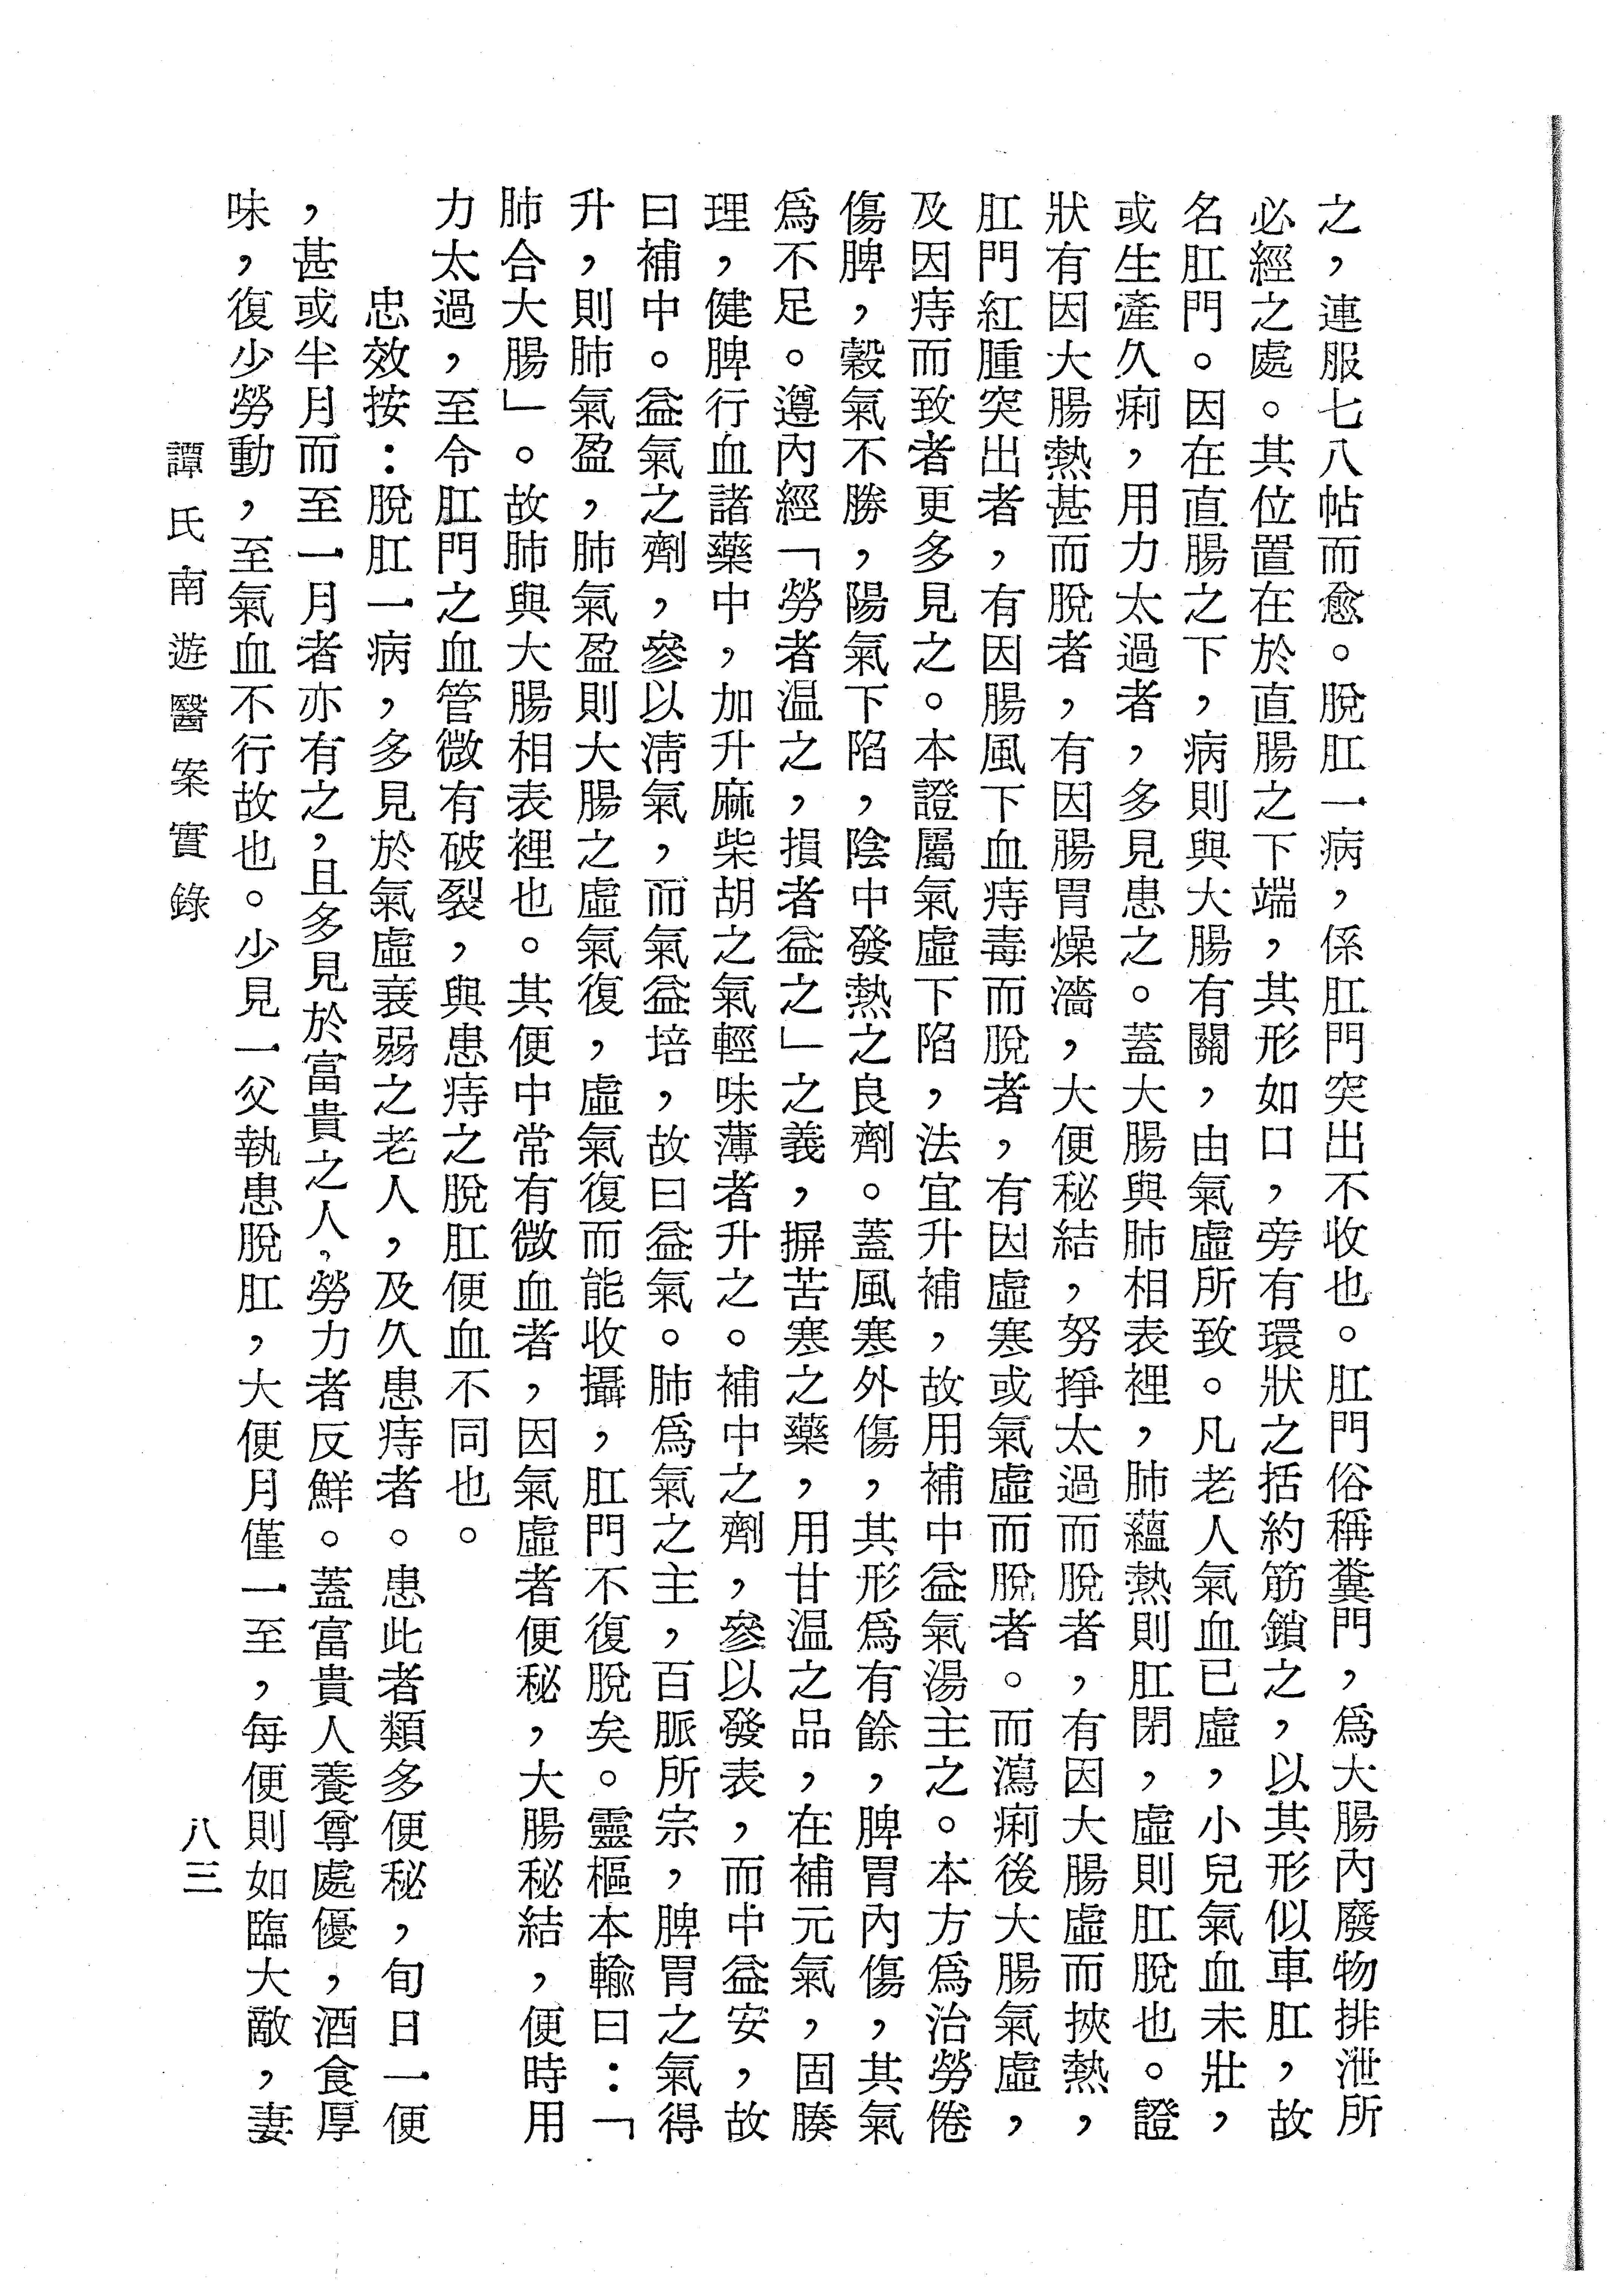 之，連服七八帖而愈。脫肛一病，係肛門突出不收也。肛門俗稱糞門，爲大腸內廢物排泄所
必經之處。其位置在於直腸之下端，其形如口，旁有環狀之括約筋鎖之，以其形似車肛，故
名肛門。因在直腸之下，病則與大腸有關，由氣虛所致。凡老人氣血已虛，小兒氣血未壯，
或生產久痢，用力太過者，多見患之。蓋大腸與肺相表裡，肺蘊熱則肛閉，虛則肛脫也。證
狀有因大腸熱甚而脫者，有因腸胃燥濇，大便秘結，努掙太過而脫者，有因大腸虛而挾熱，
肛門紅腫突出者，有因腸風下血痔毒而脫者，有因虛寒或氣虛而脫者。而瀉痢後大腸氣虛，
及因痔而致者更多見之。本證屬氣虛下陷，法宜升補，故用補中益氣湯主之。本方爲治勞倦
傷脾，穀氣不勝，陽氣下陷，陰中發熱之良劑。蓋風寒外傷，其形爲有餘，脾胃內傷，其氣
爲不足。遵內經「勞者温之，損者益之」之義，摒苦寒之藥，用甘温之品，在補元氣，固腠
理，健脾行血諸藥中，加升麻柴胡之氣輕味薄者升之。補中之劑，參以發表，而中益安，故
曰補中。益氣之劑，參以淸氣，而氣益培，故曰益氣。肺爲氣之主，百脈所宗，脾胃之氣得
升，則肺氣盈，肺氣盈則大腸之虛氣復，虛氣復而能收攝，肛門不復脫矣。靈樞本輸曰：「
肺合大腸」。故肺與大腸相表裡也。其便中常有微血者，因氣虛者便秘，大腸秘結，便時用
力太過，至令肛門之血管微有破裂，與患痔之脫肛便血不同也。
忠效按：脫肛一病，多見於氣虛衰弱之老人，及久患痔者。患此者類多便秘，旬日一便
，甚或半月而至一月者亦有之，且多見於富貴之人，勞力者反鮮。蓋富貴人養尊處優，酒食厚
味，復少勞動，至氣血不行故也。少見一父執患脫肛，大便月僅一至，每便則如臨大敵，妻
譚氏南遊醫案實錄
八三